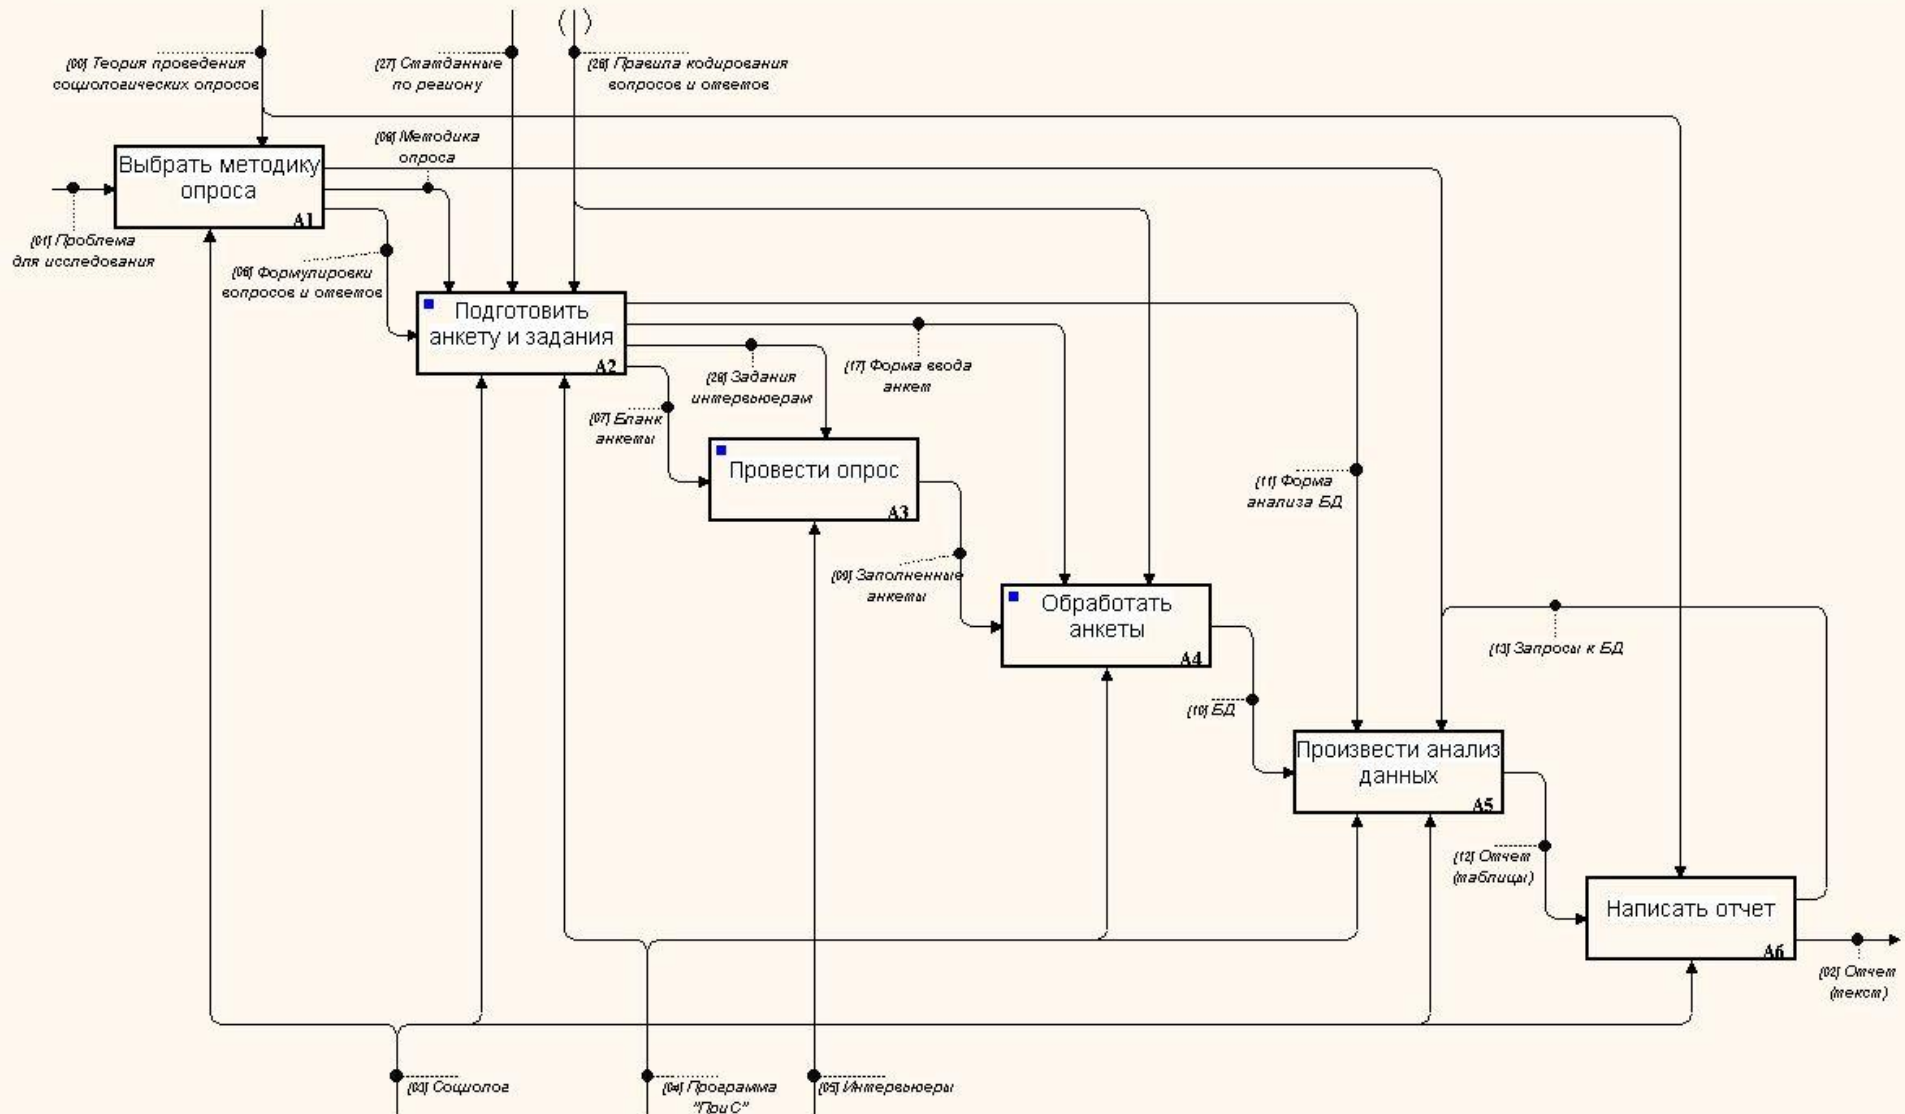 ( )
[00] Теория проведения
социологических опросов
[27] Статданные
по региону
[26] Правила кодирования
вопросов и ответов
[08] Методика
опроса
Выбрать методику
опроса
A1
[01] Проблема
для исследования
[06] Формулировки
вопросов и ответов
Подготовить
анкету и задания
A2
[17] Форма ввода
анкет
[28] Задания
интервьюерам
[07] Бланк
анкеты
Провести опрос
A3
[11] Форма
анализа БД
[09] Заполненные
анкеты
Обработать
анкеты
A4
[13] Запросы к БД
[10] БД
Произвести анализ
данных
A5
[12] Отчет
(таблицы)
Написать отчет
A6
[02] Отчет
(текст)
[03] Социолог
[04] Программа
"ПриС"
[05] Интервьюеры